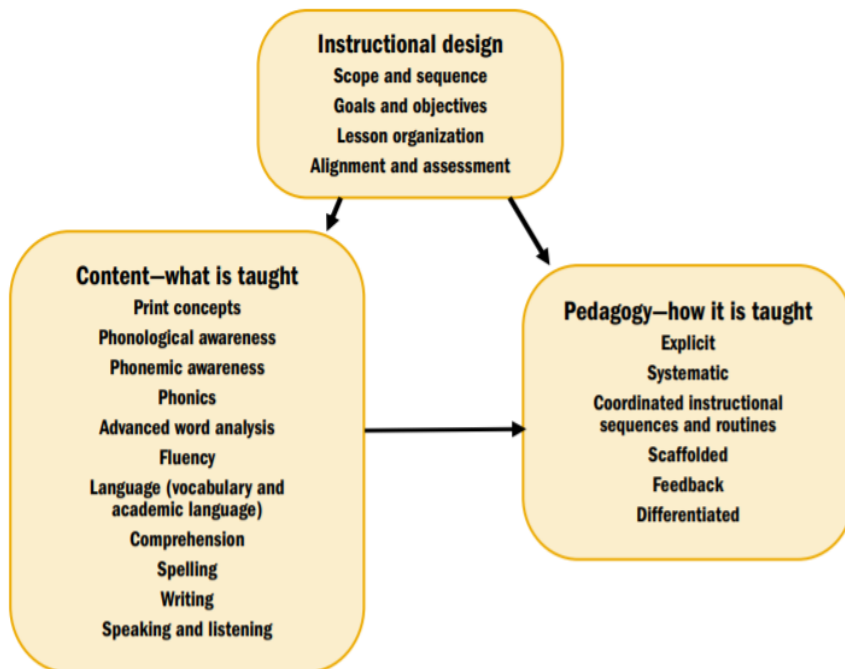 Instructional design
Scope and sequence
Goals and objectives
Lesson organization
Alignment and assessment
Content—what is taught
Print concepts
Phonological awareness
Phonemic awareness
Phonics
Advanced word analysis
Fluency
Language (vocabulary and
academic language)
Comprehension
Spelling
Writing
Speaking and listening
Pedagogy—how it is taught
Explicit
Systematic
Coordinated instructional
sequences and routines
Scaffolded
Feedback
Differentiated